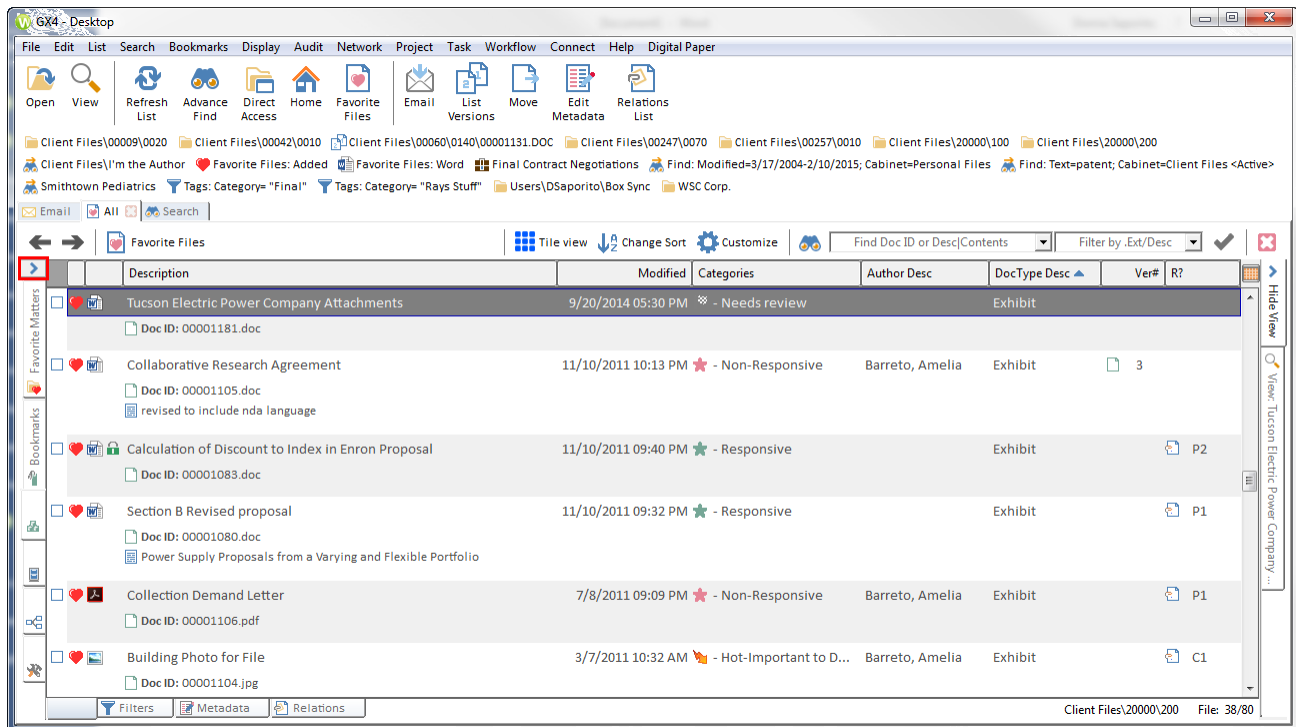 GX4 - Desktop
File Edit List Search Bookmarks Display Audit Network Project Task Workflow Connect Help Digital Paper
Open View Refresh List Advance Find Direct Access Home Favorite Files Email List Versions Move Edit Metadata Relations List
Client Files\00009\0020 Client Files\00042\0010 Client Files\00060\0140\00001131.DOC Client Files\00247\0070 Client Files\00257\0010 Client Files\20000\100 Client Files\20000\200
Client Files\I'm the Author Favorite Files: Added Favorite Files: Word Final Contract Negotiations Find: Modified=3/17/2004-2/10/2015; Cabinet=Personal Files Find: Text=patent; Cabinet=Client Files <Active>
Smithtown Pediatrics Tags: Category= "Final" Tags: Category= "Rays Stuff" Users\DSaporito\Box Sync WSC Corp.
Email All Search
Favorite Files Tile view Change Sort Customize Find Doc ID or Desc|Contents Filter by .Ext/Desc
Description Modified Categories Author Desc DocType Desc Ver# R?
Tucson Electric Power Company Attachments 9/20/2014 05:30 PM - Needs review Exhibit
Doc ID: 00001181.doc
Collaborative Research Agreement 11/10/2011 10:13 PM - Non-Responsive Barreto, Amelia Exhibit 3
Doc ID: 00001105.doc
revised to include nda language
Calculation of Discount to Index in Enron Proposal 11/10/2011 09:40 PM - Responsive Exhibit P2
Doc ID: 00001083.doc
Section B Revised proposal 11/10/2011 09:32 PM - Responsive Exhibit P1
Doc ID: 00001080.doc
Power Supply Proposals from a Varying and Flexible Portfolio
Collection Demand Letter 7/8/2011 09:09 PM - Non-Responsive Barreto, Amelia Exhibit P1
Doc ID: 00001106.pdf
Building Photo for File 3/7/2011 10:32 AM - Hot-Important to D... Barreto, Amelia Exhibit C1
Doc ID: 00001104.jpg
Favorite Matters
Bookmarks
Hide View
View: Tucson Electric Power Company ...
Filters Metadata Relations Client Files\20000\200 File: 38/80